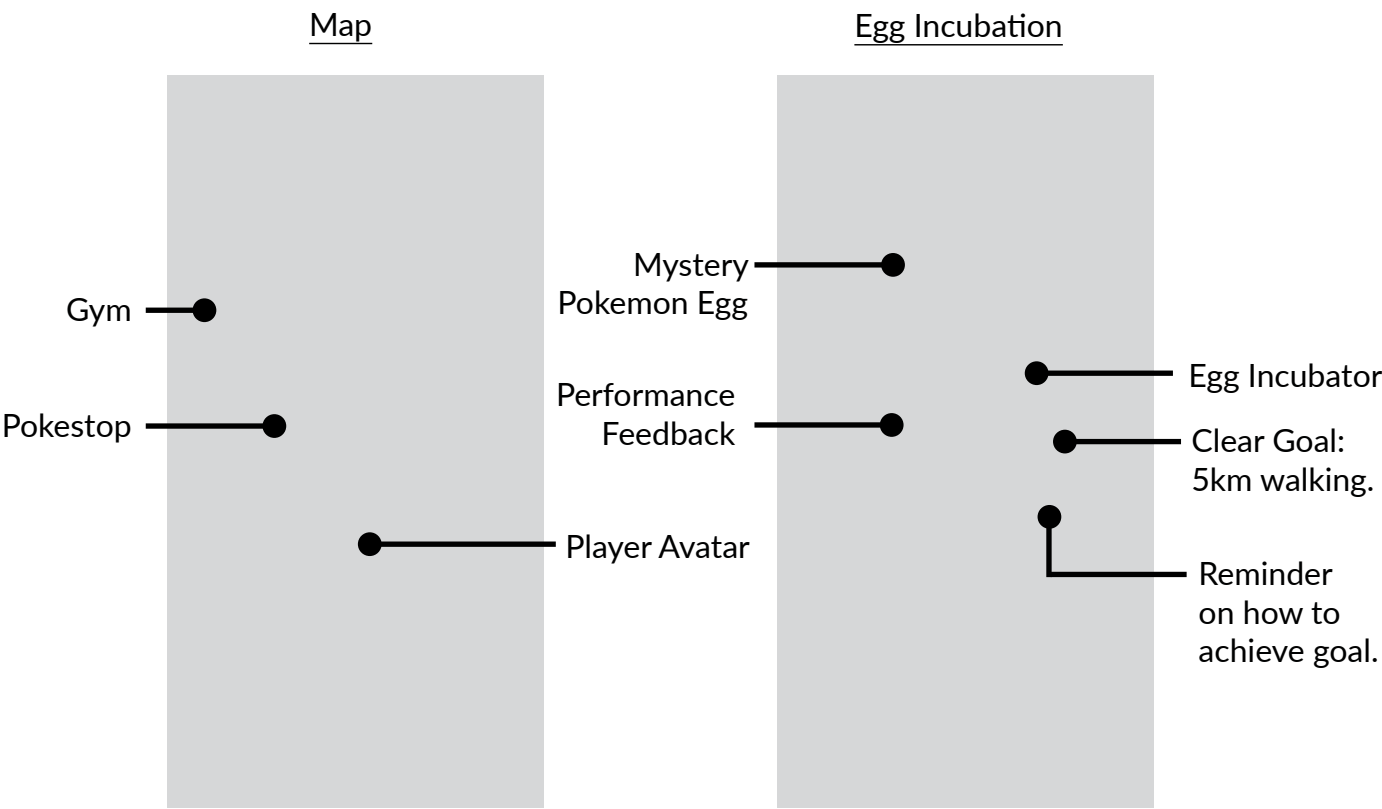 Map
Egg Incubation
Gym
Pokestop
Player Avatar
Mystery
Pokemon Egg
Performance
Feedback
Egg Incubator
Clear Goal:
5km walking.
Reminder
on how to
achieve goal.